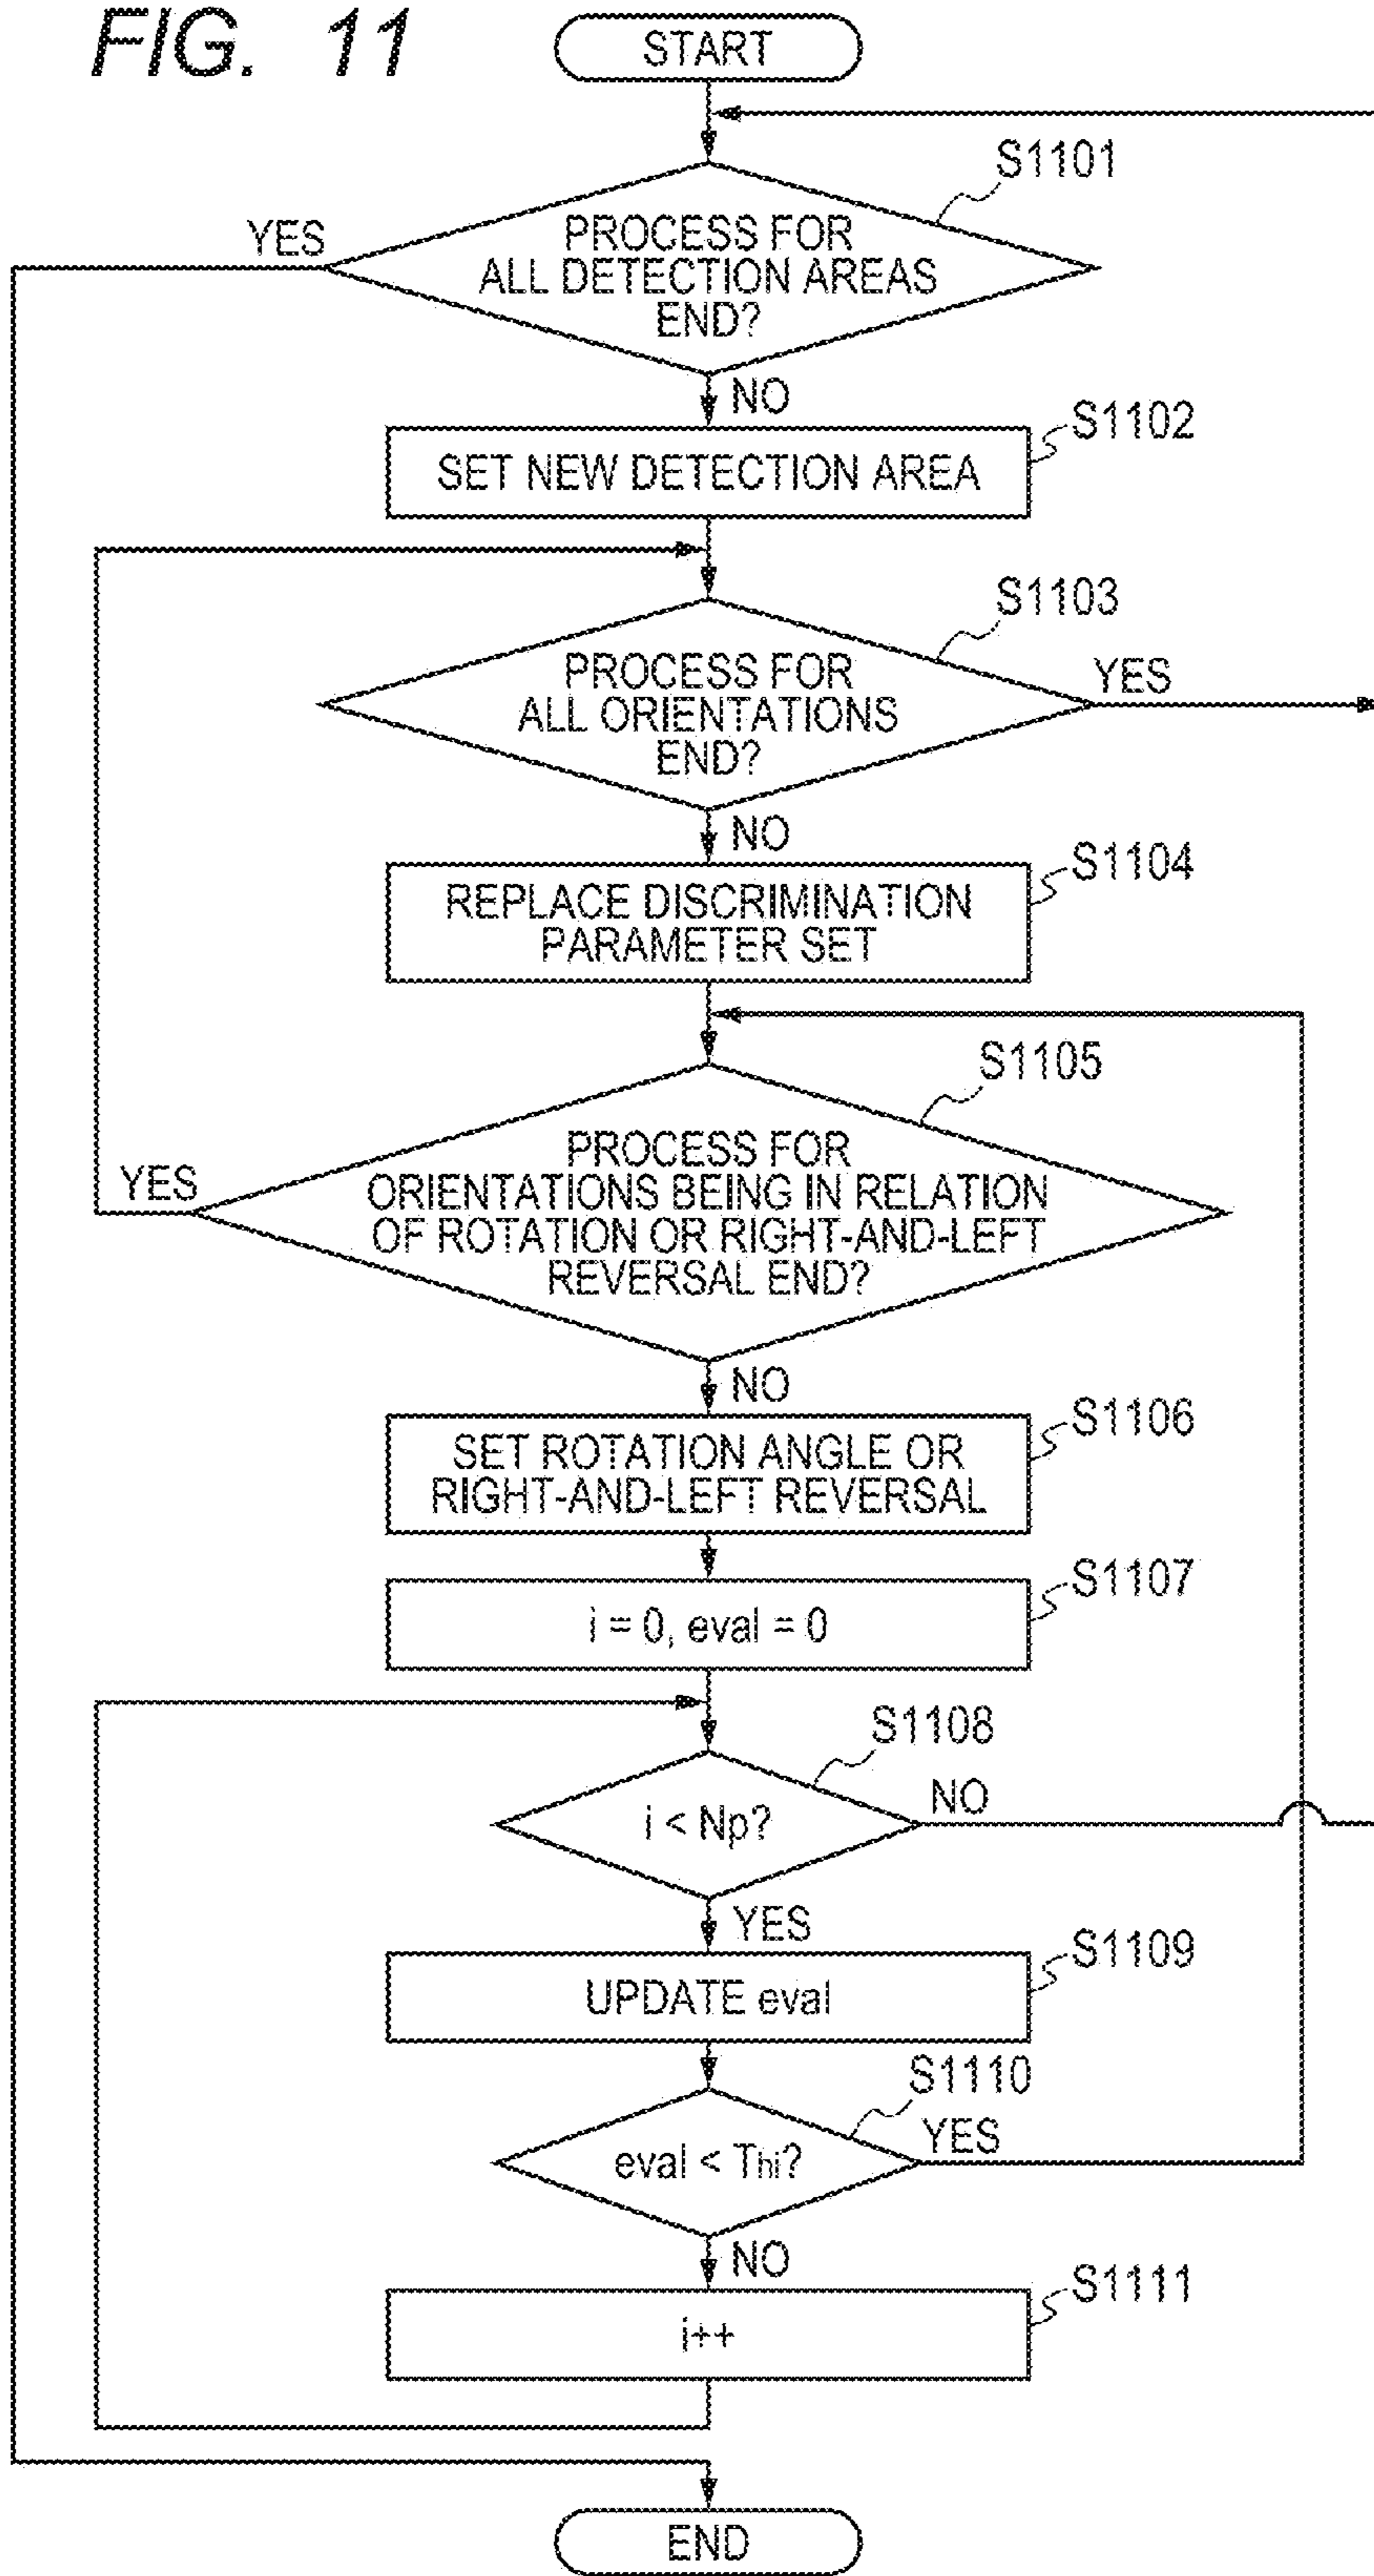 FIG. 11
START
S1101
YES
PROCESS FOR
ALL DETECTION AREAS
END?
NO
S1102
SET NEW DETECTION AREA
S1103
PROCESS FOR
ALL ORIENTATIONS
END?
YES
NO
S1104
REPLACE DISCRIMINATION
PARAMETER SET
S1105
YES
PROCESS FOR
ORIENTATIONS BEING IN RELATION
OF ROTATION OR RIGHT-AND-LEFT
REVERSAL END?
NO
S1106
SET ROTATION ANGLE OR
RIGHT-AND-LEFT REVERSAL
S1107
i = 0, eval = 0
S1108
i < Np?
NO
YES
S1109
UPDATE eval
S1110
eval < Thi?
YES
NO
S1111
i++
END